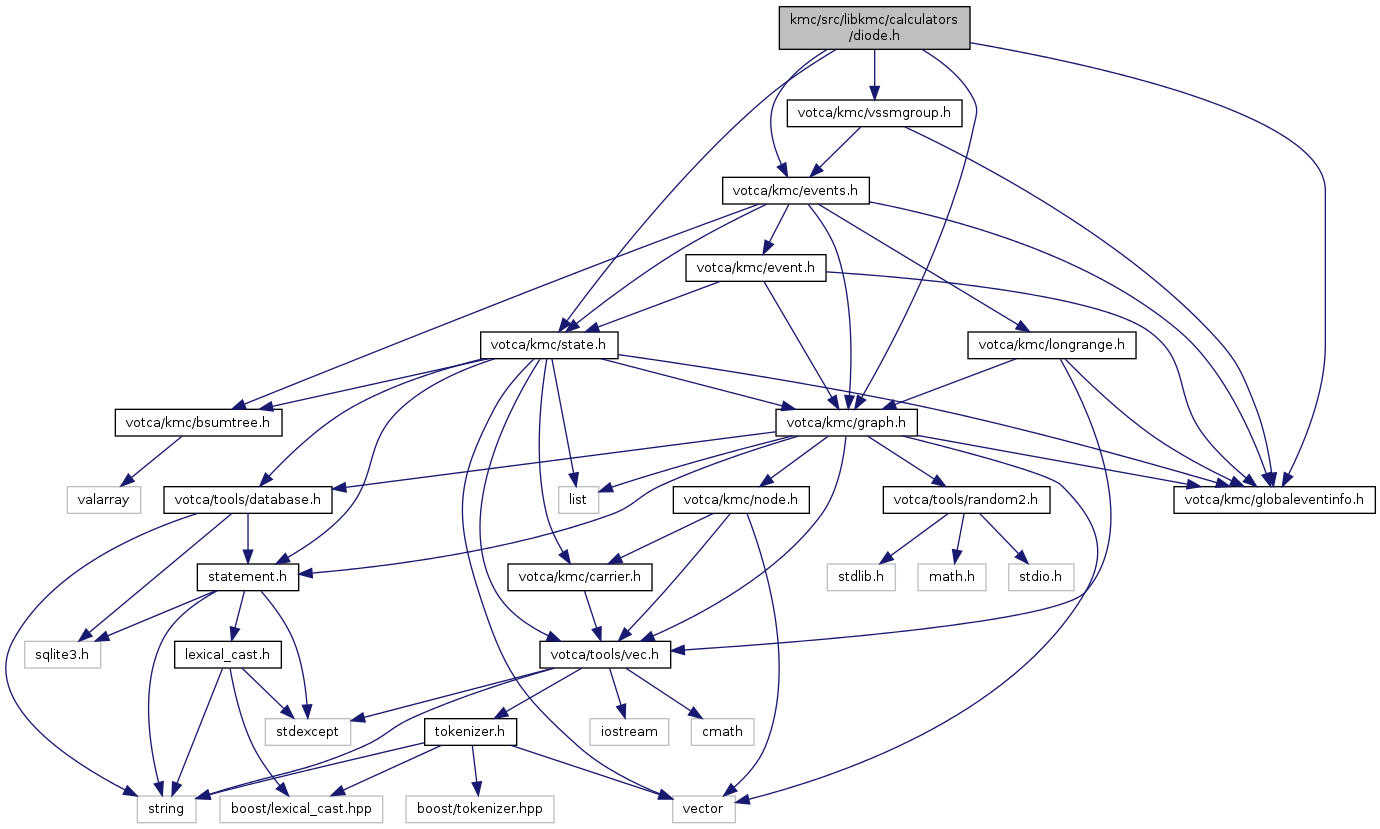 kmc/src/libkmc/calculators
/diode.h
votca/kmc/vssmgroup.h
votca/kmc/events.h
votca/kmc/event.h
votca/kmc/state.h
votca/kmc/longrange.h
votca/kmc/bsumtree.h
votca/kmc/graph.h
valarray
votca/tools/database.h
list
votca/kmc/node.h
votca/tools/random2.h
votca/kmc/globaleventinfo.h
statement.h
votca/kmc/carrier.h
stdlib.h
math.h
stdio.h
sqlite3.h
lexical_cast.h
votca/tools/vec.h
stdexcept
tokenizer.h
iostream
cmath
string
boost/lexical_cast.hpp
boost/tokenizer.hpp
vector